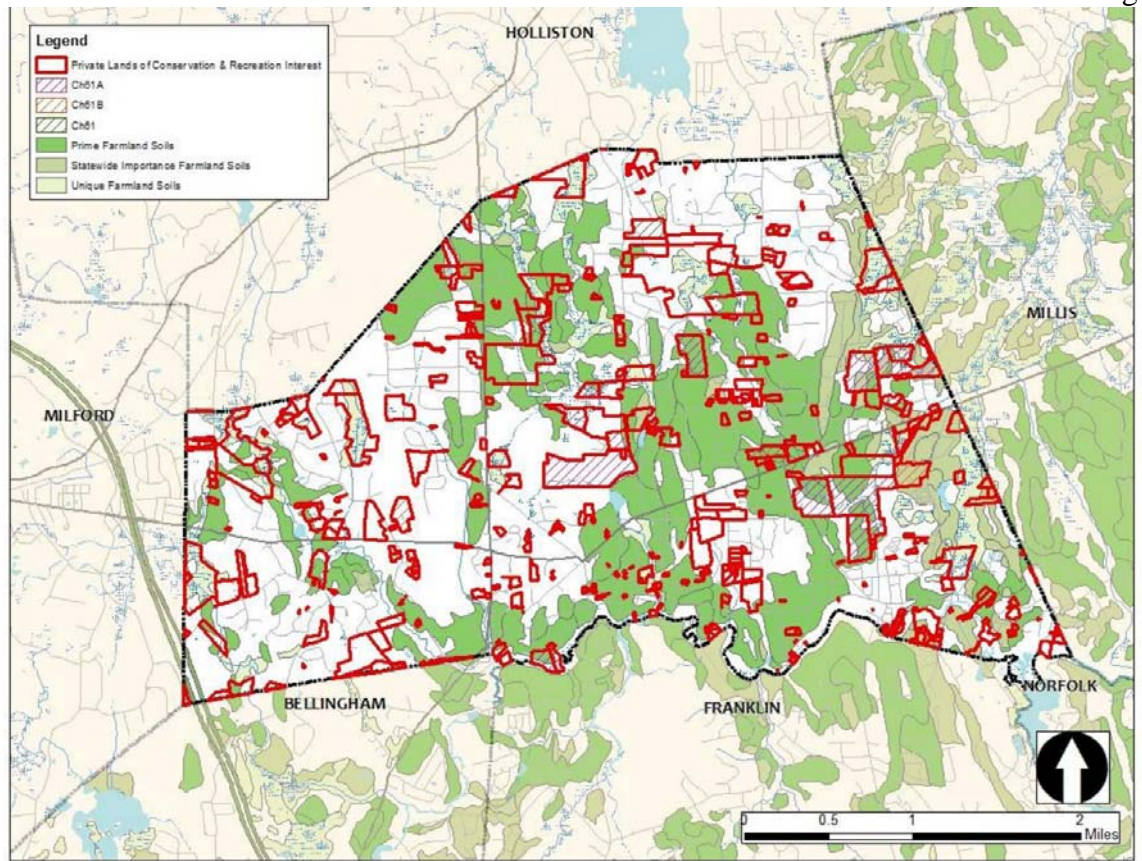 g
HOLLISTON
Legend
Private Lands of Conservation & Recreation Interest
Ch61A
Ch61B
Ch61
Prime Farmland Soils
Statewide Importance Farmland Soils
Unique Farmland Soils
MILLIS
MILFORD
BELLINGHAM
FRANKLIN
NORFOLK
0 0.5 1 2
Miles